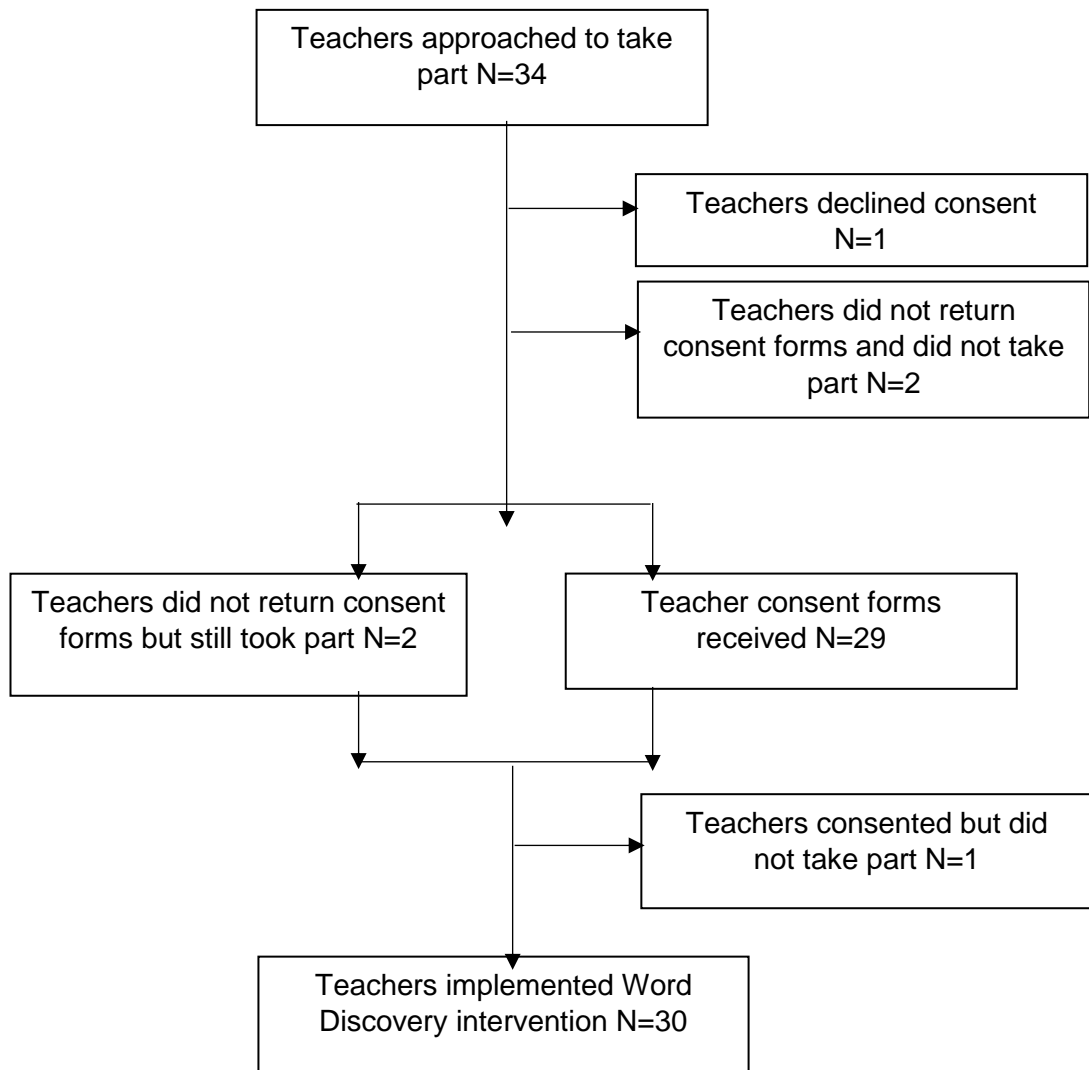 Teachers approached to take
part N=34
Teachers declined consent
N=1
Teachers did not return
consent forms and did not take
part N=2
Teachers did not return consent
forms but still took part N=2
Teacher consent forms
received N=29
Teachers consented but did
not take part N=1
Teachers implemented Word
Discovery intervention N=30